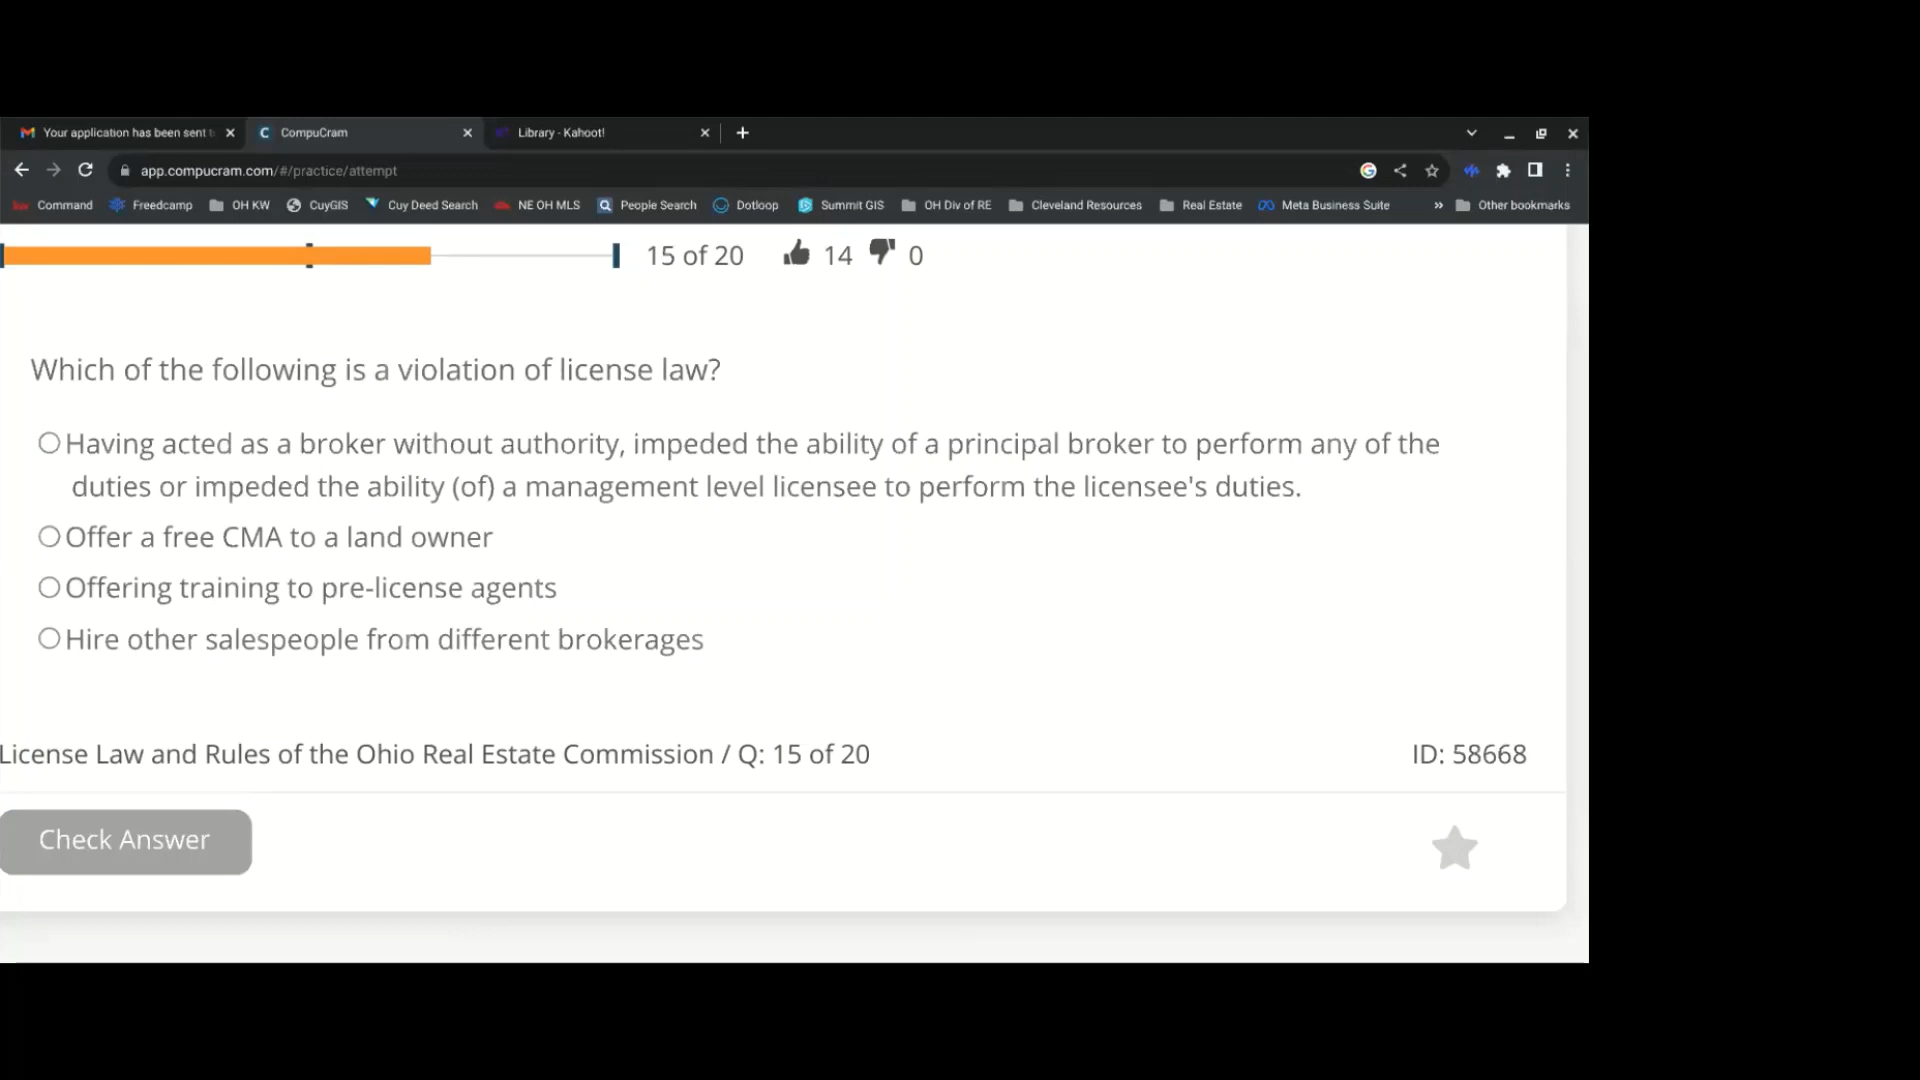 Your application has been sent t
CompuCram
Library - Kahoot!
app.compucram.com/#/practice/attempt
Command
Freedcamp
OH KW
CuyGIS
Cuy Deed Search
NE OH MLS
People Search
Dotloop
Summit GIS
OH Div of RE
Cleveland Resources
Real Estate
Meta Business Suite
»
Other bookmarks
15 of 20 14 0
Which of the following is a violation of license law?
Having acted as a broker without authority, impeded the ability of a principal broker to perform any of the
duties or impeded the ability (of) a management level licensee to perform the licensee's duties.
Offer a free CMA to a land owner
Offering training to pre-license agents
Hire other salespeople from different brokerages
License Law and Rules of the Ohio Real Estate Commission / Q: 15 of 20
ID: 58668
Check Answer